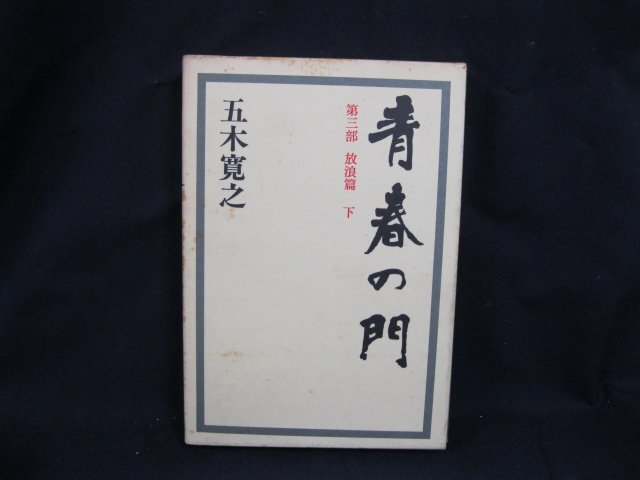 青春の門
第三部 放浪篇 下
五木寛之